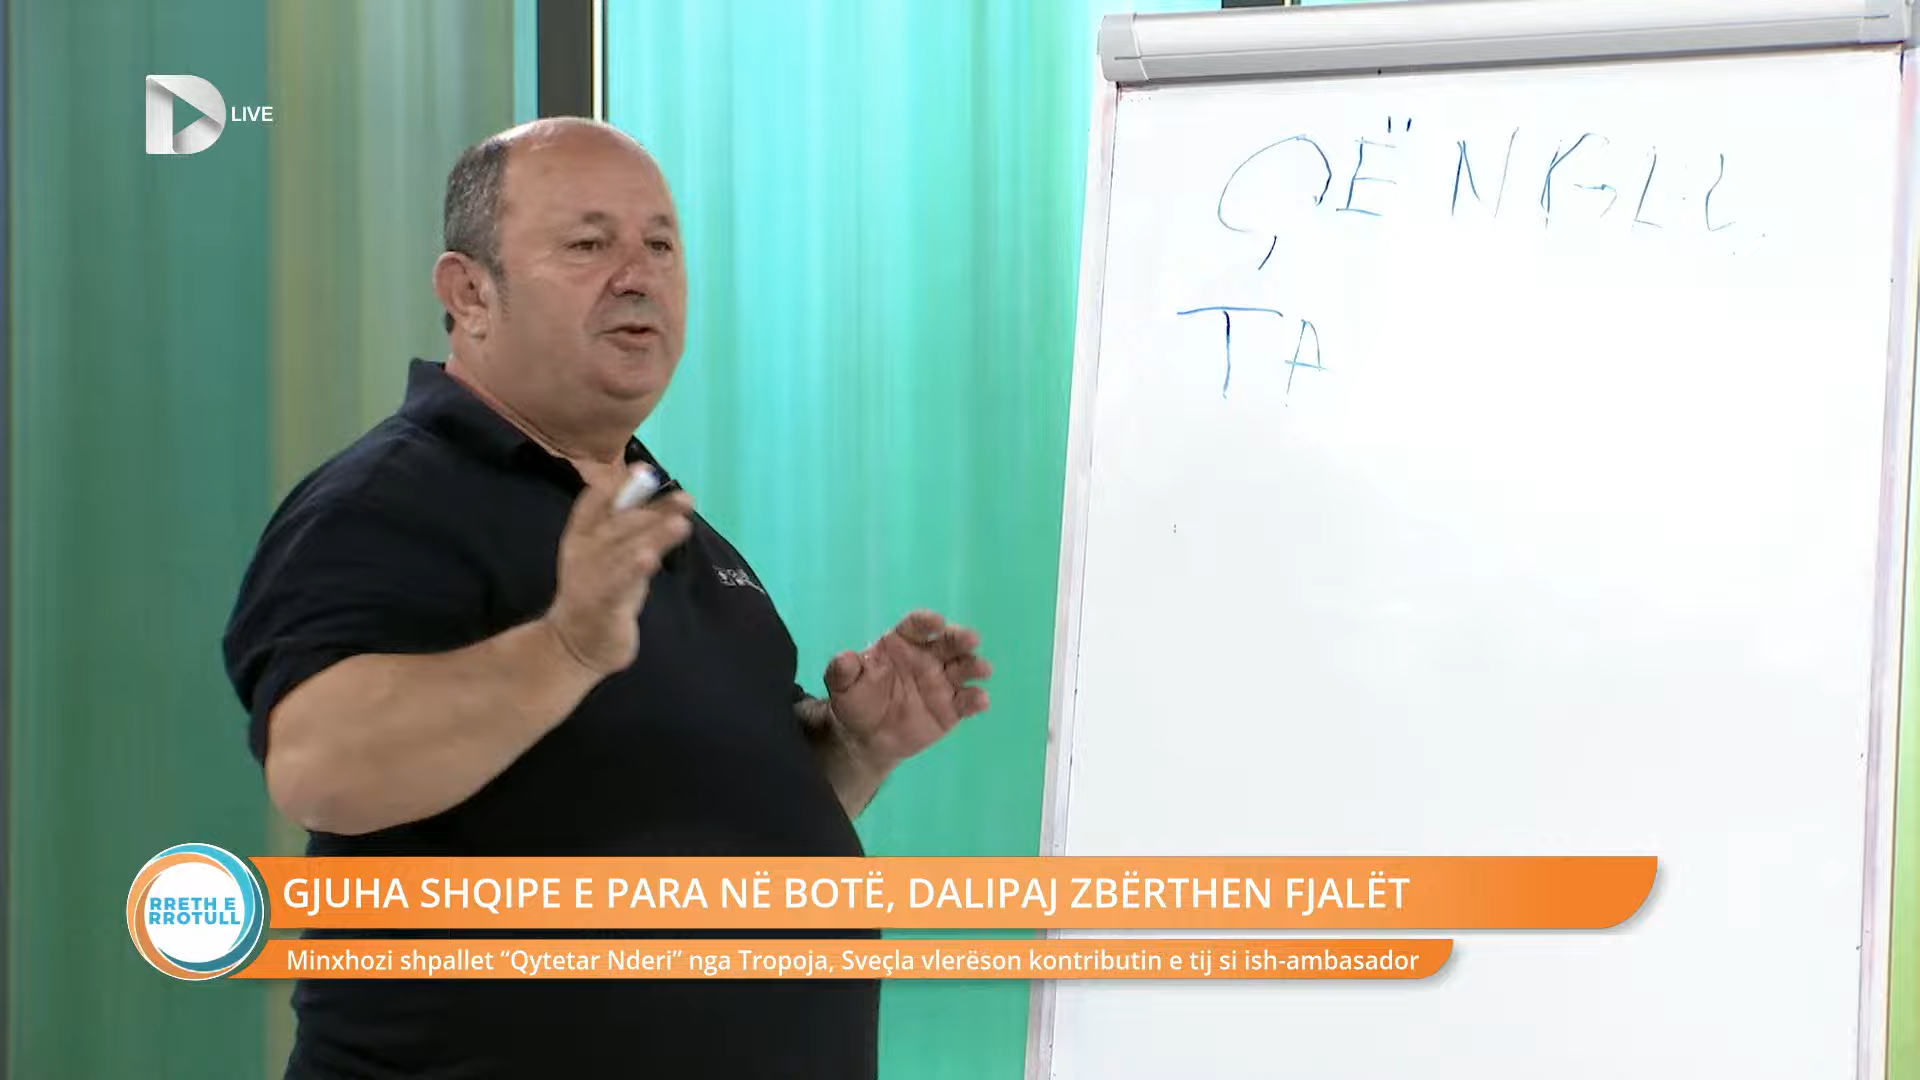 LIVE
ÇËNGLI
TA
RRETH E
RROTULL
GJUHA SHQIPE E PARA NË BOTË, DALIPAJ ZBËRTHEN FJALËT
Minxhozi shpallet “Qytetar Nderi” nga Tropoja, Sveçla vlerëson kontributin e tij si ish-ambasador